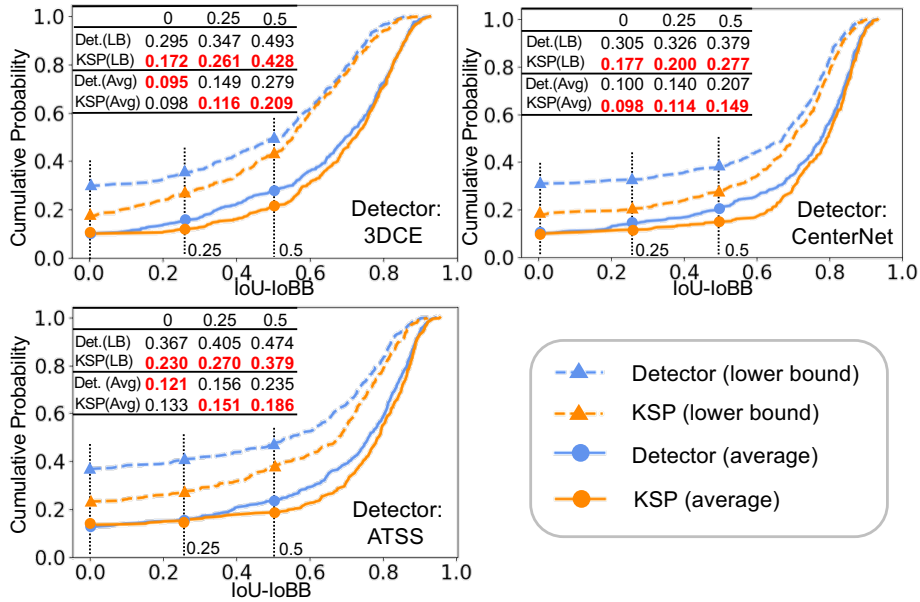 0 0.25 0.5
Det.(LB) 0.295 0.347 0.493
KSP(LB) 0.172 0.261 0.428
Det.(Avg) 0.095 0.149 0.279
KSP(Avg) 0.098 0.116 0.209
Cumulative Probability
1.0
0.8
0.6
0.4
0.2
0.0
Detector:
3DCE
0.25 0.5
0.0 0.2 0.4 0.6 0.8 1.0
IoU-IoBB
0 0.25 0.5
Det.(LB) 0.305 0.326 0.379
KSP(LB) 0.177 0.200 0.277
Det.(Avg) 0.100 0.140 0.207
KSP(Avg) 0.098 0.114 0.149
Cumulative Probability
1.0
0.8
0.6
0.4
0.2
0.0
Detector:
CenterNet
0.25 0.5
0.0 0.2 0.4 0.6 0.8 1.0
IoU-IoBB
0 0.25 0.5
Det.(LB) 0.367 0.405 0.474
KSP(LB) 0.230 0.270 0.379
Det. (Avg) 0.121 0.156 0.235
KSP(Avg) 0.133 0.151 0.186
Cumulative Probability
1.0
0.8
0.6
0.4
0.2
0.0
Detector:
ATSS
0.25 0.5
0.0 0.2 0.4 0.6 0.8 1.0
IoU-IoBB
Detector (lower bound)
KSP (lower bound)
Detector (average)
KSP (average)